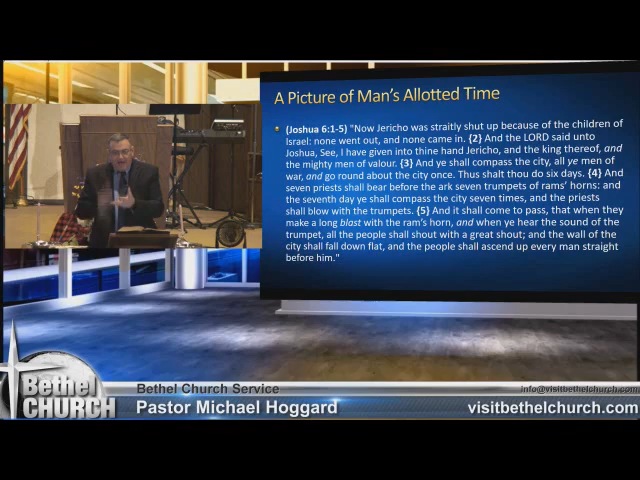 A Picture of Man's Allotted Time
(Joshua 6:1-5) "Now Jericho was straitly shut up because of the children of
Israel: none went out, and none came in. {2} And the LORD said unto
Joshua, See, I have given into thine hand Jericho, and the king thereof, and
the mighty men of valour. {3} And ye shall compass the city, all ye men of
war, and go round about the city once. Thus shalt thou do six days. {4} And
seven priests shall bear before the ark seven trumpets of rams' horns: and
the seventh day ye shall compass the city seven times, and the priests
shall blow with the trumpets. {5} And it shall come to pass, that when they
make a long blast with the ram's horn, and when ye hear the sound of the
trumpet, all the people shall shout with a great shout; and the wall of the
city shall fall down flat, and the people shall ascend up every man straight
before him."
Bethel
CHURCH
Bethel Church Service
info@visitbethelchurch.com
Pastor Michael Hoggard
visitbethelchurch.com